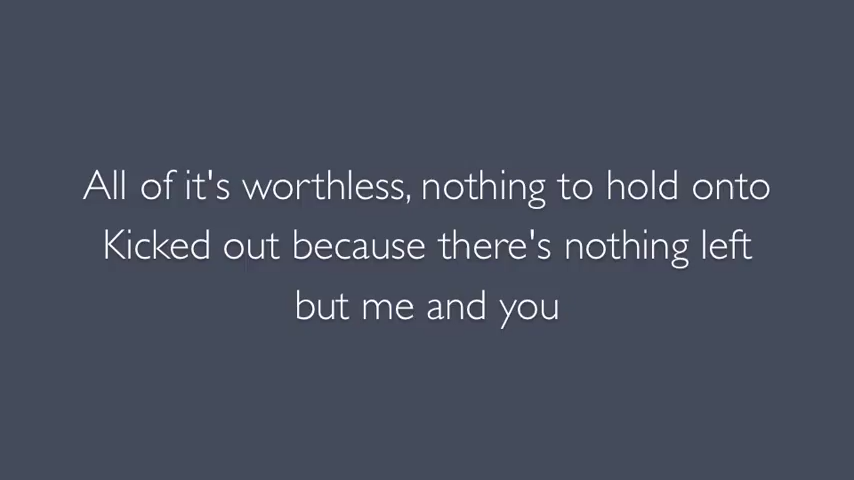 All of it's worthless, nothing to hold onto
Kicked out because there's nothing left
but me and you